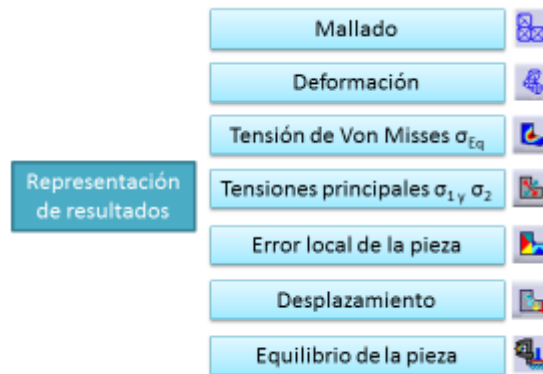 Mallado
Deformación
Tensión de Von Misses σEq
Representación
de resultados
Tensiones principales σ1 y σ2
Error local de la pieza
Desplazamiento
Equilibrio de la pieza